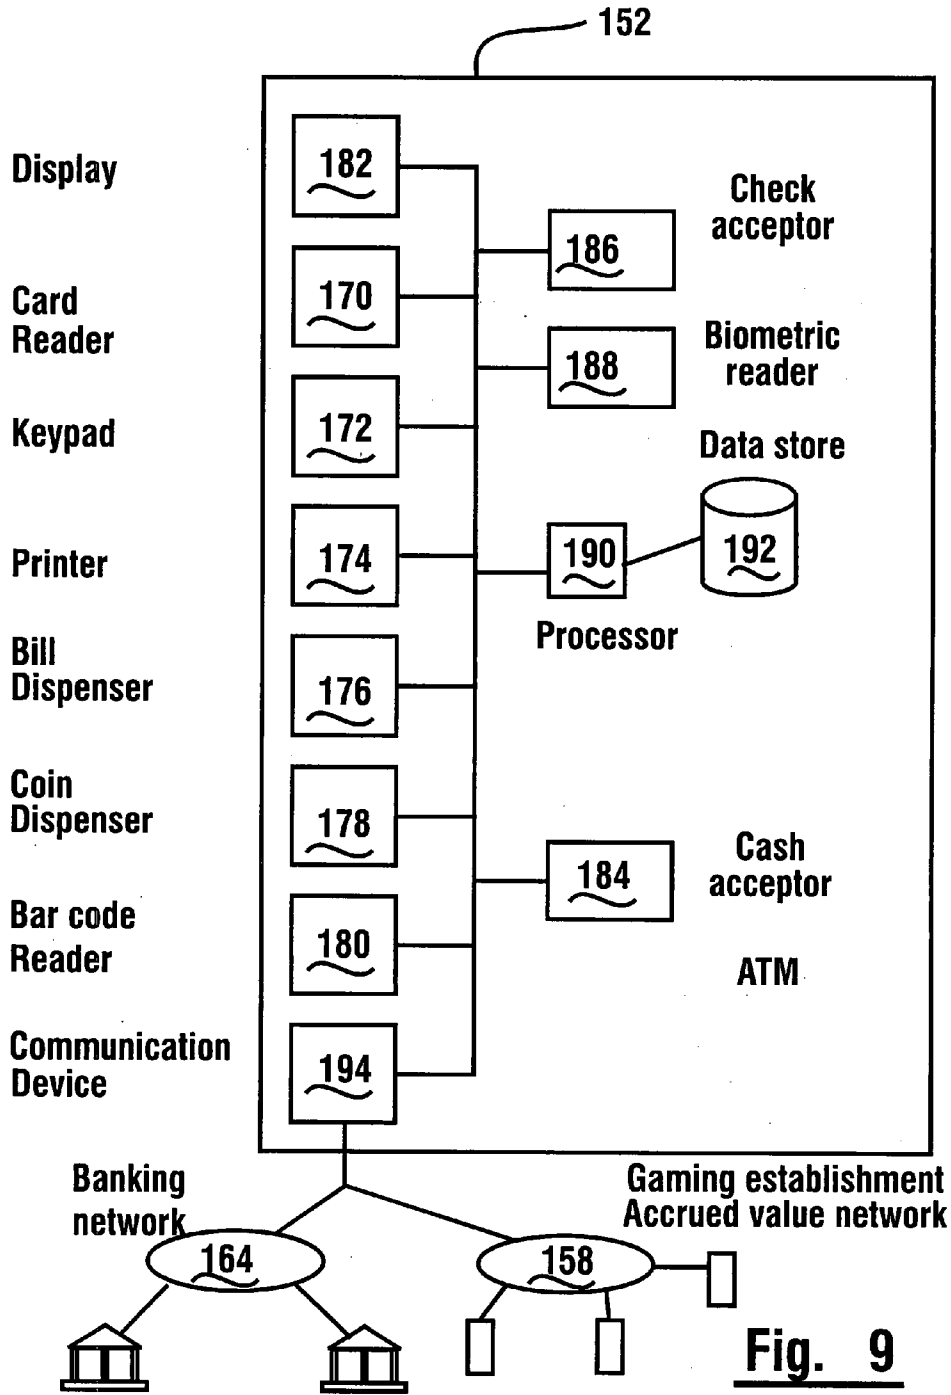 152
Display
182
Check
acceptor
186
Card
Reader
170
Biometric
reader
188
Keypad
172
Data store
192
Printer
174
190
Processor
Bill
Dispenser
176
Coin
Dispenser
178
Cash
acceptor
184
Bar code
Reader
180
ATM
Communication
Device
194
Banking
network
164
Gaming establishment
Accrued value network
158
Fig. 9